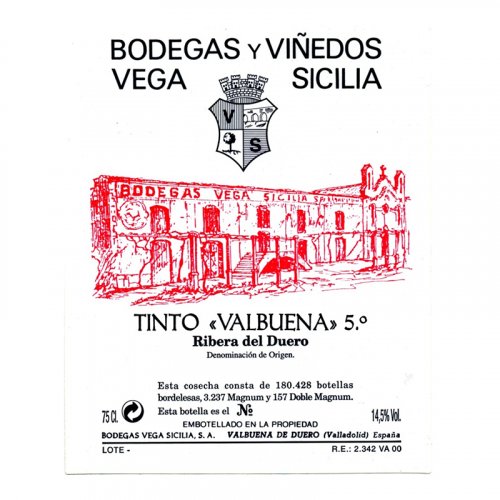 BODEGAS Y VIÑEDOS
VEGA SICILIA
V
S
BODEGAS VEGA SICILIA
TINTO «VALBUENA» 5.º
Ribera del Duero
Denominación de Origen.
Esta cosecha consta de 180.428 botellas
bordelesas, 3.237 Magnum y 157 Doble Magnum.
75 Cl.
Esta botella es el Nº
14,5% Vol.
EMBOTELLADO EN LA PROPIEDAD
BODEGAS VEGA SICILIA, S. A. VALBUENA DE DUERO (Valladolid) España
LOTE - R.E.: 2.342 VA 00